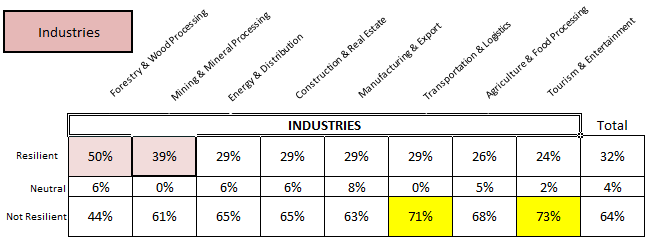 Industries
Forestry & Wood Processing
Mining & Mineral Processing
Energy & Distribution
Construction & Real Estate
Manufacturing & Export
Transportation & Logistics
Agriculture & Food Processing
Tourism & Entertainment
INDUSTRIES Total
Resilient 50% 39% 29% 29% 29% 29% 26% 24% 32%
Neutral 6% 0% 6% 6% 8% 0% 5% 2% 4%
Not Resilient 44% 61% 65% 65% 63% 71% 68% 73% 64%